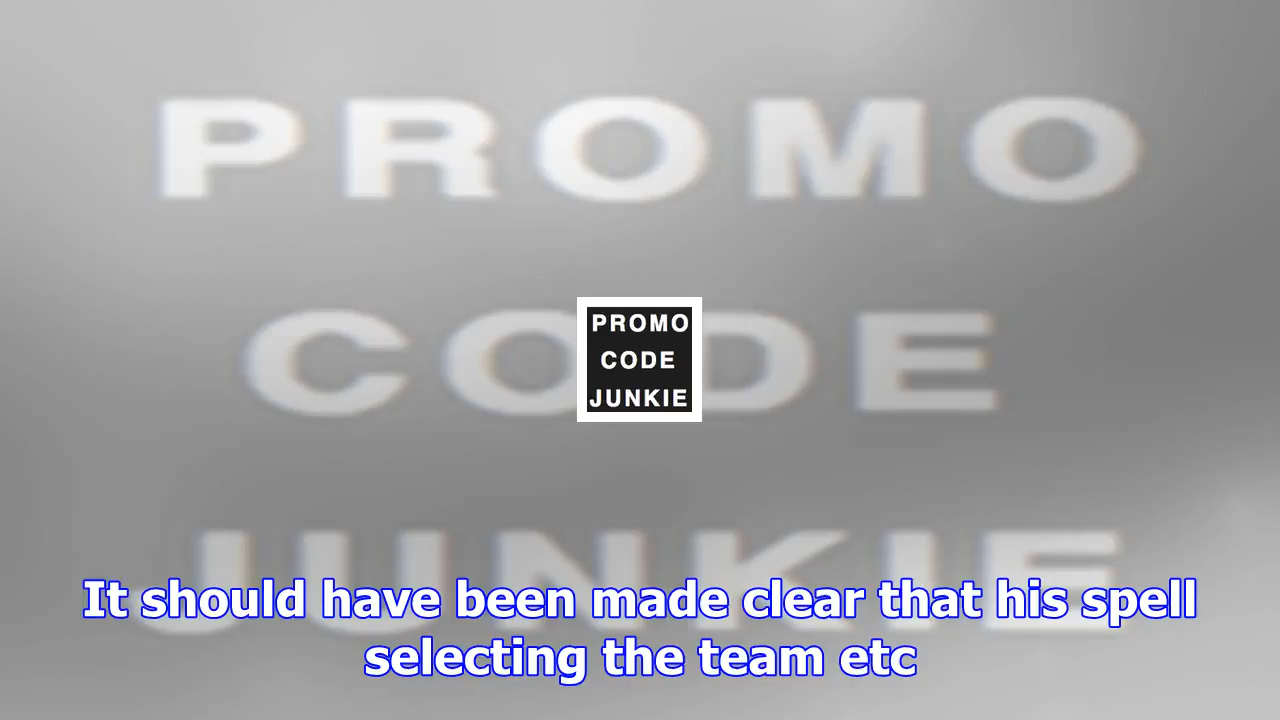 PROMO
CODE
JUNKIE
PROMO
CODE
JUNKIE
It should have been made clear that his spell
selecting the team etc